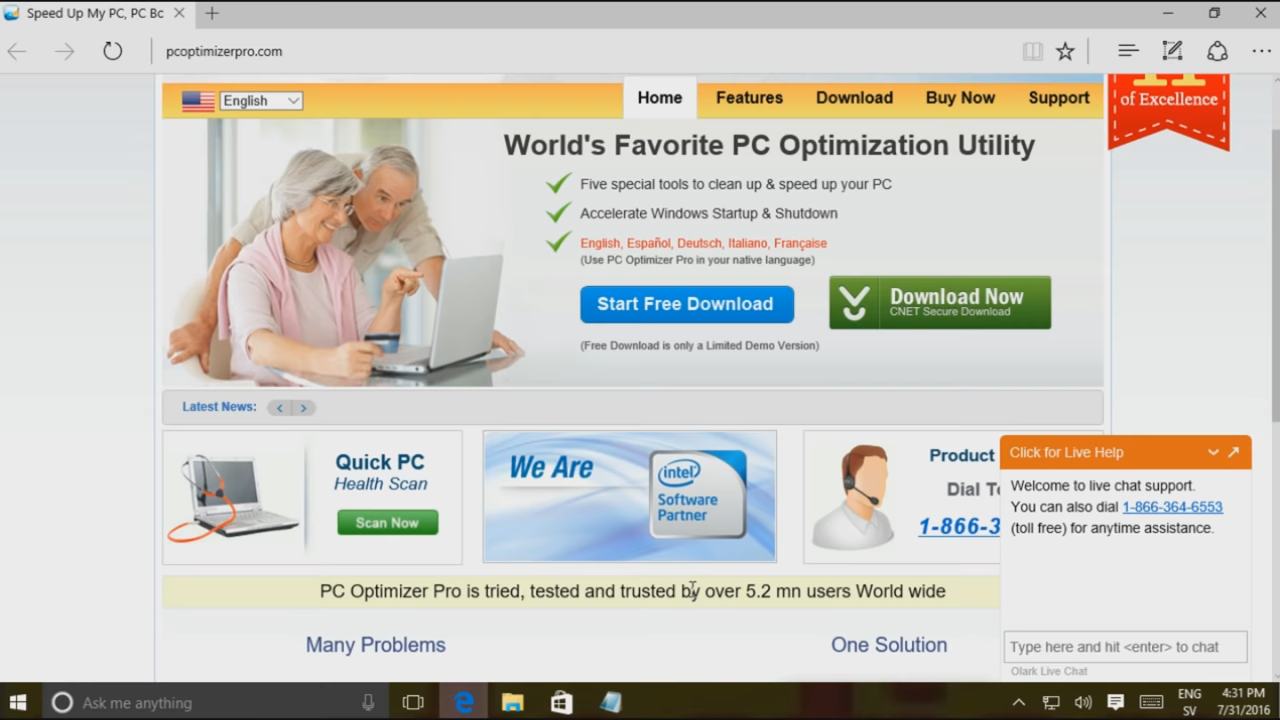 Speed Up My PC, PC Bc
pcoptimizerpro.com
English
Home
Features
Download
Buy Now
Support
of Excellence
World's Favorite PC Optimization Utility
Five special tools to clean up & speed up your PC
Accelerate Windows Startup & Shutdown
English, Español, Deutsch, Italiano, Française
(Use PC Optimizer Pro in your native language)
Start Free Download
Download Now
CNET Secure Download
(Free Download is only a Limited Demo Version)
Latest News:
Quick PC
Health Scan
Scan Now
We Are
intel
Software
Partner
Product
Dial To
1-866-3
Click for Live Help
Welcome to live chat support.
You can also dial 1-866-364-6553
(toll free) for anytime assistance.
Type here and hit <enter> to chat
Olark Live Chat
PC Optimizer Pro is tried, tested and trusted by over 5.2 mn users World wide
Many Problems
One Solution
Ask me anything
ENG
SV
4:31 PM
7/31/2016